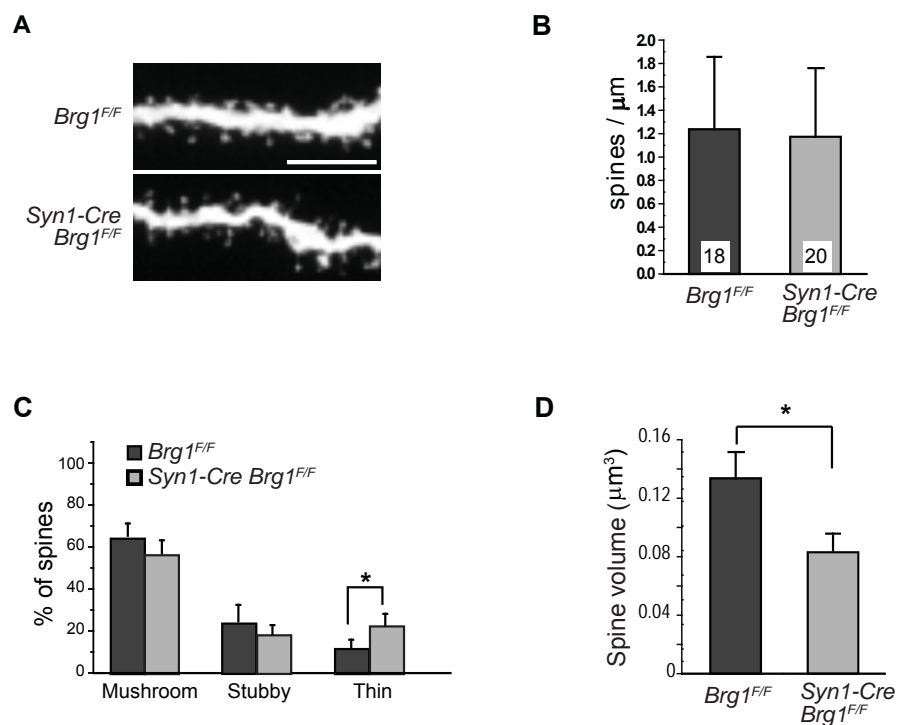 A
Brg1F/F
Syn1-Cre
Brg1F/F
B
spines / μm
2.0
1.8
1.6
1.4
1.2
1.0
0.8
0.6
0.4
0.2
0.0
18
20
Brg1F/F
Syn1-Cre
Brg1F/F
C
% of spines
100
80
60
40
20
0
Brg1F/F
Syn1-Cre Brg1F/F
*
Mushroom
Stubby
Thin
D
Spine volume (μm³)
0.16
0.12
0.08
0.04
0
*
Brg1F/F
Syn1-Cre
Brg1F/F